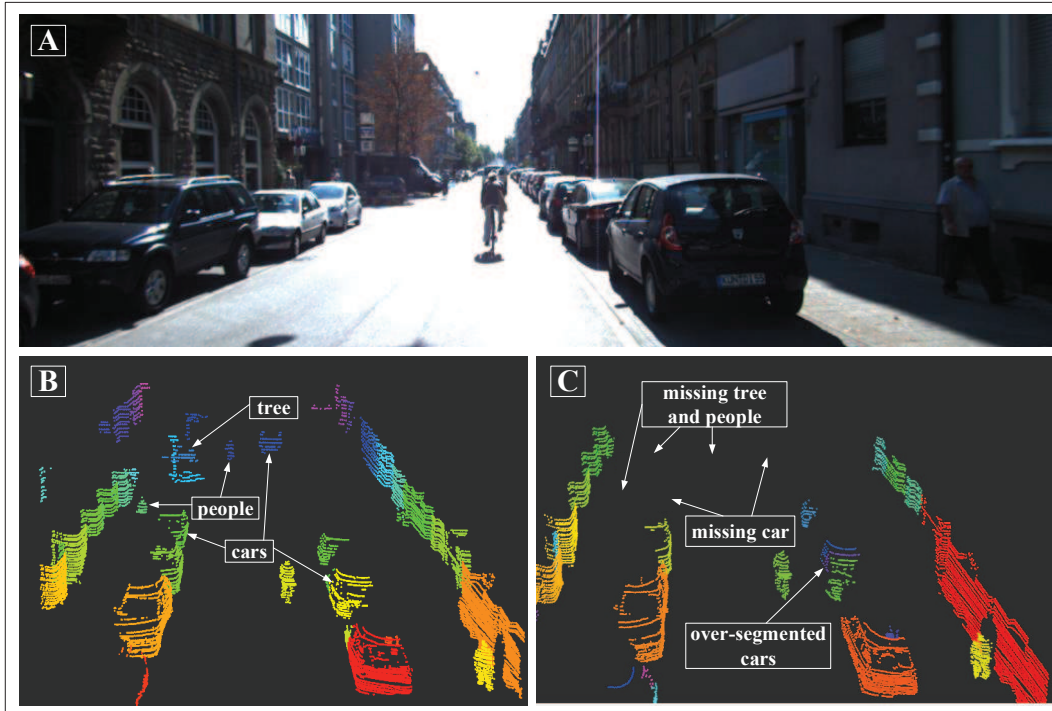 A
B
tree
people
cars
C
missing tree
and people
missing car
over-segmented
cars